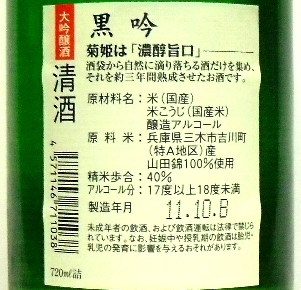 大吟醸酒
清酒
黒吟
菊姫は「濃醇旨口」
酒袋から自然に滴り落ちる酒だけを集め、
それを約三年間熟成させたお酒です。
原材料名：米（国産）
米こうじ（国産米）
醸造アルコール
原料米：兵庫県三木市吉川町
（特A地区）産
山田錦100％使用
精米歩合：40％
アルコール分：17度以上18度未満
製造年月 11.10.B
未成年者の飲酒、および飲酒運転は法律で禁じら
れています。なお、妊娠中や授乳期の飲酒は胎児・
乳児の発育に影響を与えるおそれがあります。
720ml詰